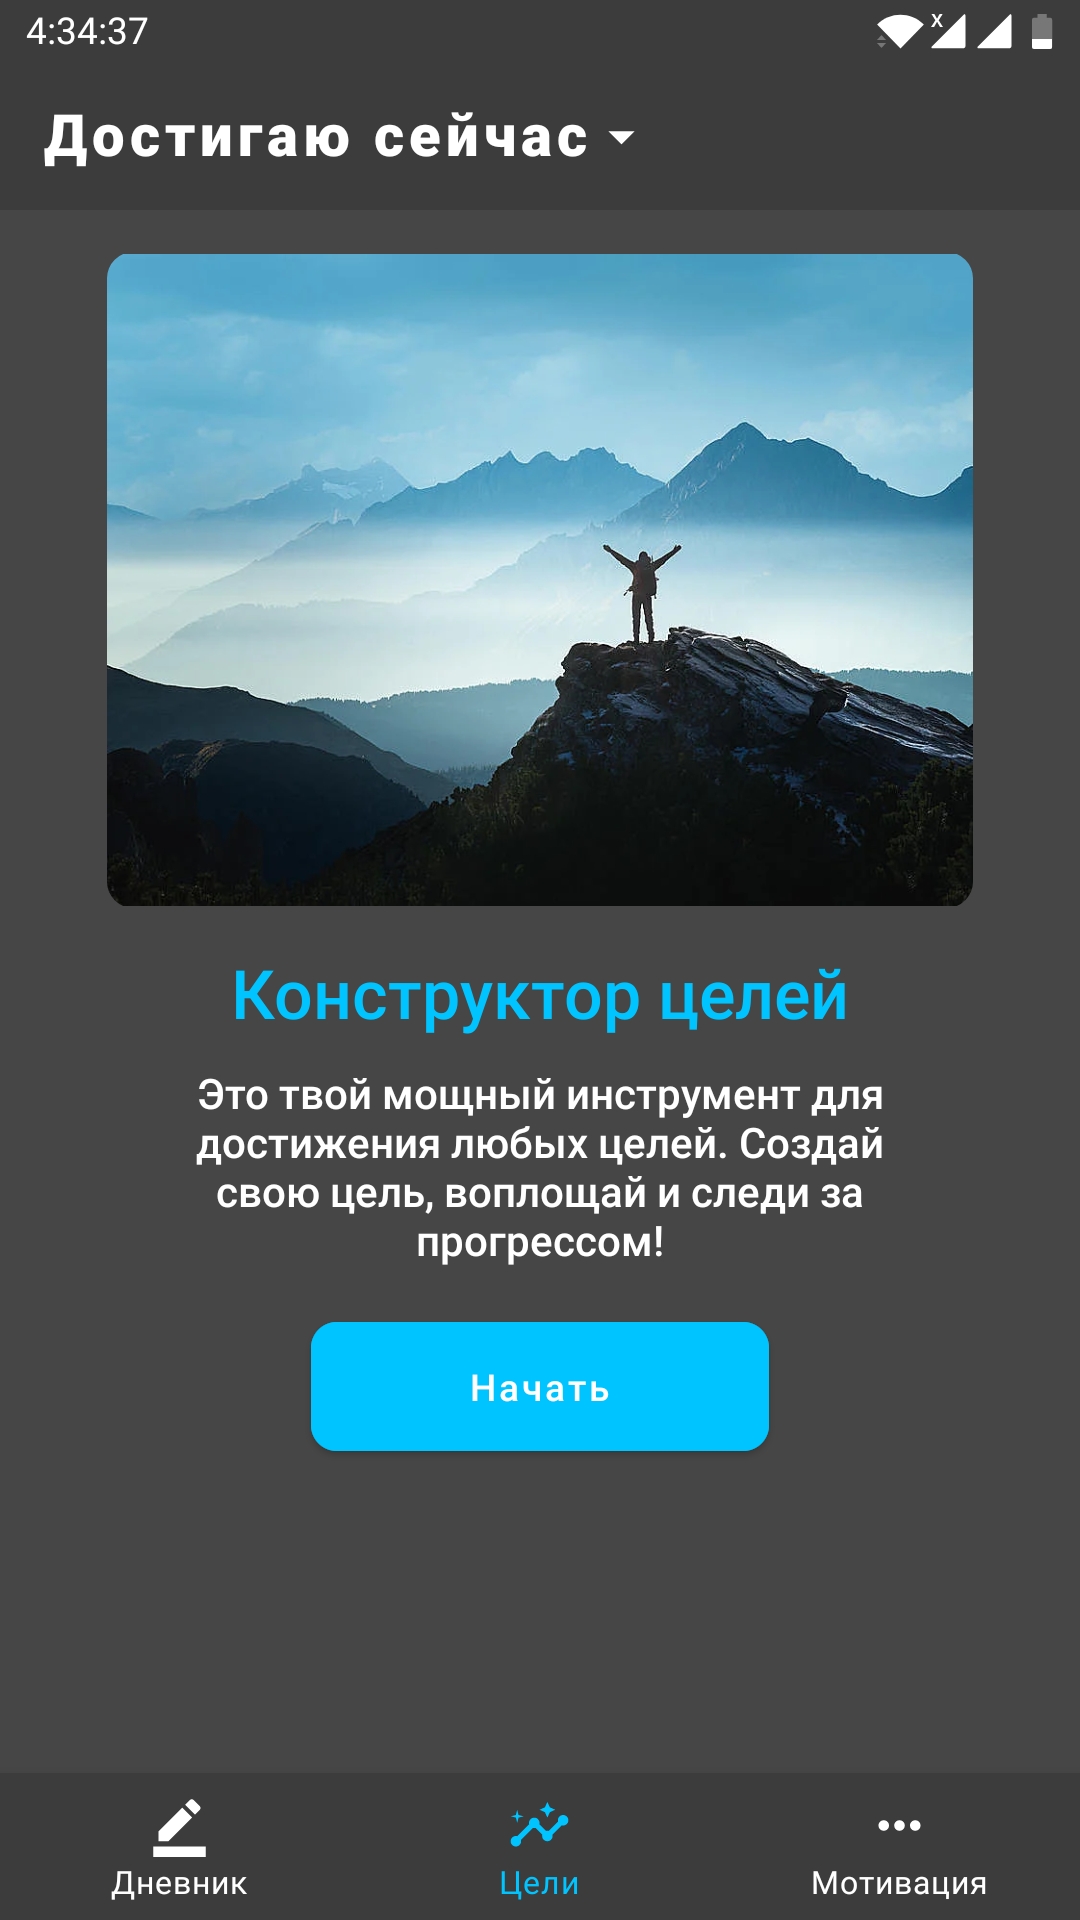 4:34:37
x
Достигаю сейчас
Конструктор целей
Это твой мощный инструмент для
достижения любых целей. Создай
свою цель, воплощай и следи за
прогрессом!
Начать
Дневник
Цели
Мотивация